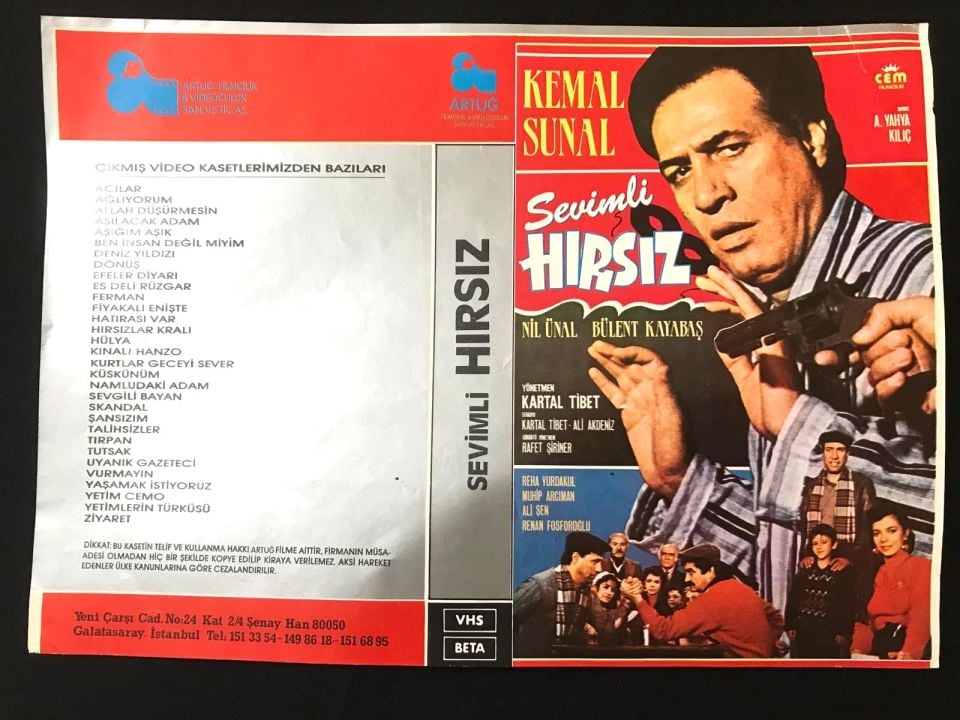 ARTUĞ FİLMCİLİK
& VİDEOCULUK
SAN.VE TİC.AŞ.
ÇIKMIŞ VİDEO KASETLERİMİZDEN BAZILARI
ACILAR
AĞLIYORUM
ALLAH DÜŞÜRMESİN
ASILACAK ADAM
AŞIĞIM AŞIK
BEN İNSAN DEĞİL MİYİM
DENİZ YILDIZI
DÖNÜŞ
EFELER DİYARI
ES DELİ RÜZGAR
FERMAN
FİYAKALI ENİŞTE
HATIRASI VAR
HIRSIZLAR KRALI
HÜLYA
KINALI HANZO
KURTLAR GECEYİ SEVER
KÜSKÜNÜM
NAMLUDAKİ ADAM
SEVGİLİ BAYAN
SKANDAL
ŞANSIZIM
TALİHSİZLER
TIRPAN
TUTSAK
UYANIK GAZETECİ
VURMAYIN
YAŞAMAK İSTİYORUZ
YETİM CEMO
YETİMLERİN TÜRKÜSÜ
ZİYARET
DİKKAT: BU KASETİN TELİF VE KULLANMA HAKKI ARTUĞ FİLME AİTTİR, FİRMANIN MÜSA-
ADESİ OLMADAN HİÇ BİR ŞEKİLDE KOPYE EDİLİP KİRAYA VERİLEMEZ. AKSİ HAREKET
EDENLER ÜLKE KANUNLARINA GÖRE CEZALANDIRILIR.
Yeni Çarşı Cad. No:24 Kat 2/4 Şenay Han 80050
Galatasaray. İstanbul Tel: 151 33 54-149 86 18-151 68 95
ARTUĞ
FİLMCİLİK & VİDEOCULUK
SAN.VE TİC.AŞ.
SEVİMLİ HIRSIZ
VHS
BETA
KEMAL
SUNAL
CEM
FİLMCİLİK
A. YAHYA
KILIÇ
Sevimli
HIRSIZ
NİL ÜNAL BÜLENT KAYABAŞ
YÖNETMEN
KARTAL TİBET
SENARYO
KARTAL TİBET - ALİ AKDENİZ
GÖRÜNTÜ YÖNETMENİ
RAFET ŞİRİNER
REHA YURDAKUL
MUHİP ARCIMAN
ALİ ŞEN
RENAN FOSFOROĞLU